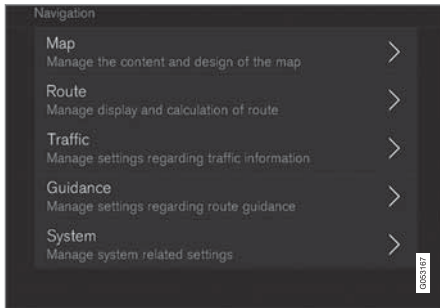 Navigation
Map
Manage the content and design of the map
Route
Manage display and calculation of route
Traffic
Manage settings regarding traffic information
Guidance
Manage settings regarding route guidance
System
Manage system related settings
G053167